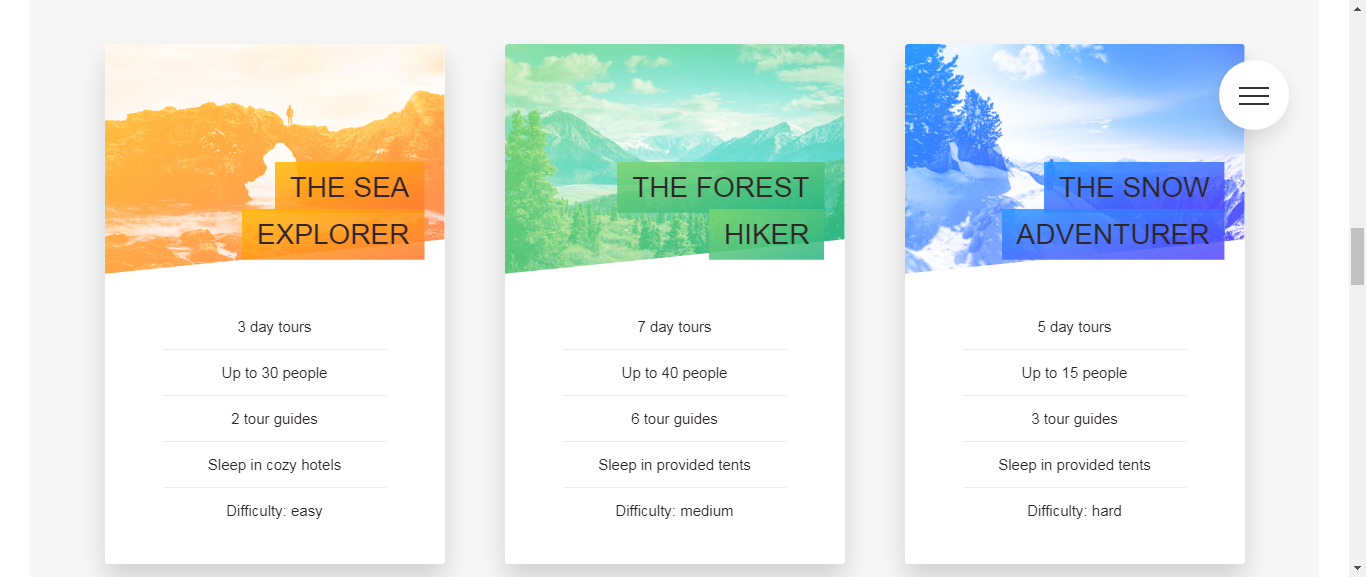 THE SEA
EXPLORER
3 day tours
Up to 30 people
2 tour guides
Sleep in cozy hotels
Difficulty: easy
THE FOREST
HIKER
7 day tours
Up to 40 people
6 tour guides
Sleep in provided tents
Difficulty: medium
THE SNOW
ADVENTURER
5 day tours
Up to 15 people
3 tour guides
Sleep in provided tents
Difficulty: hard